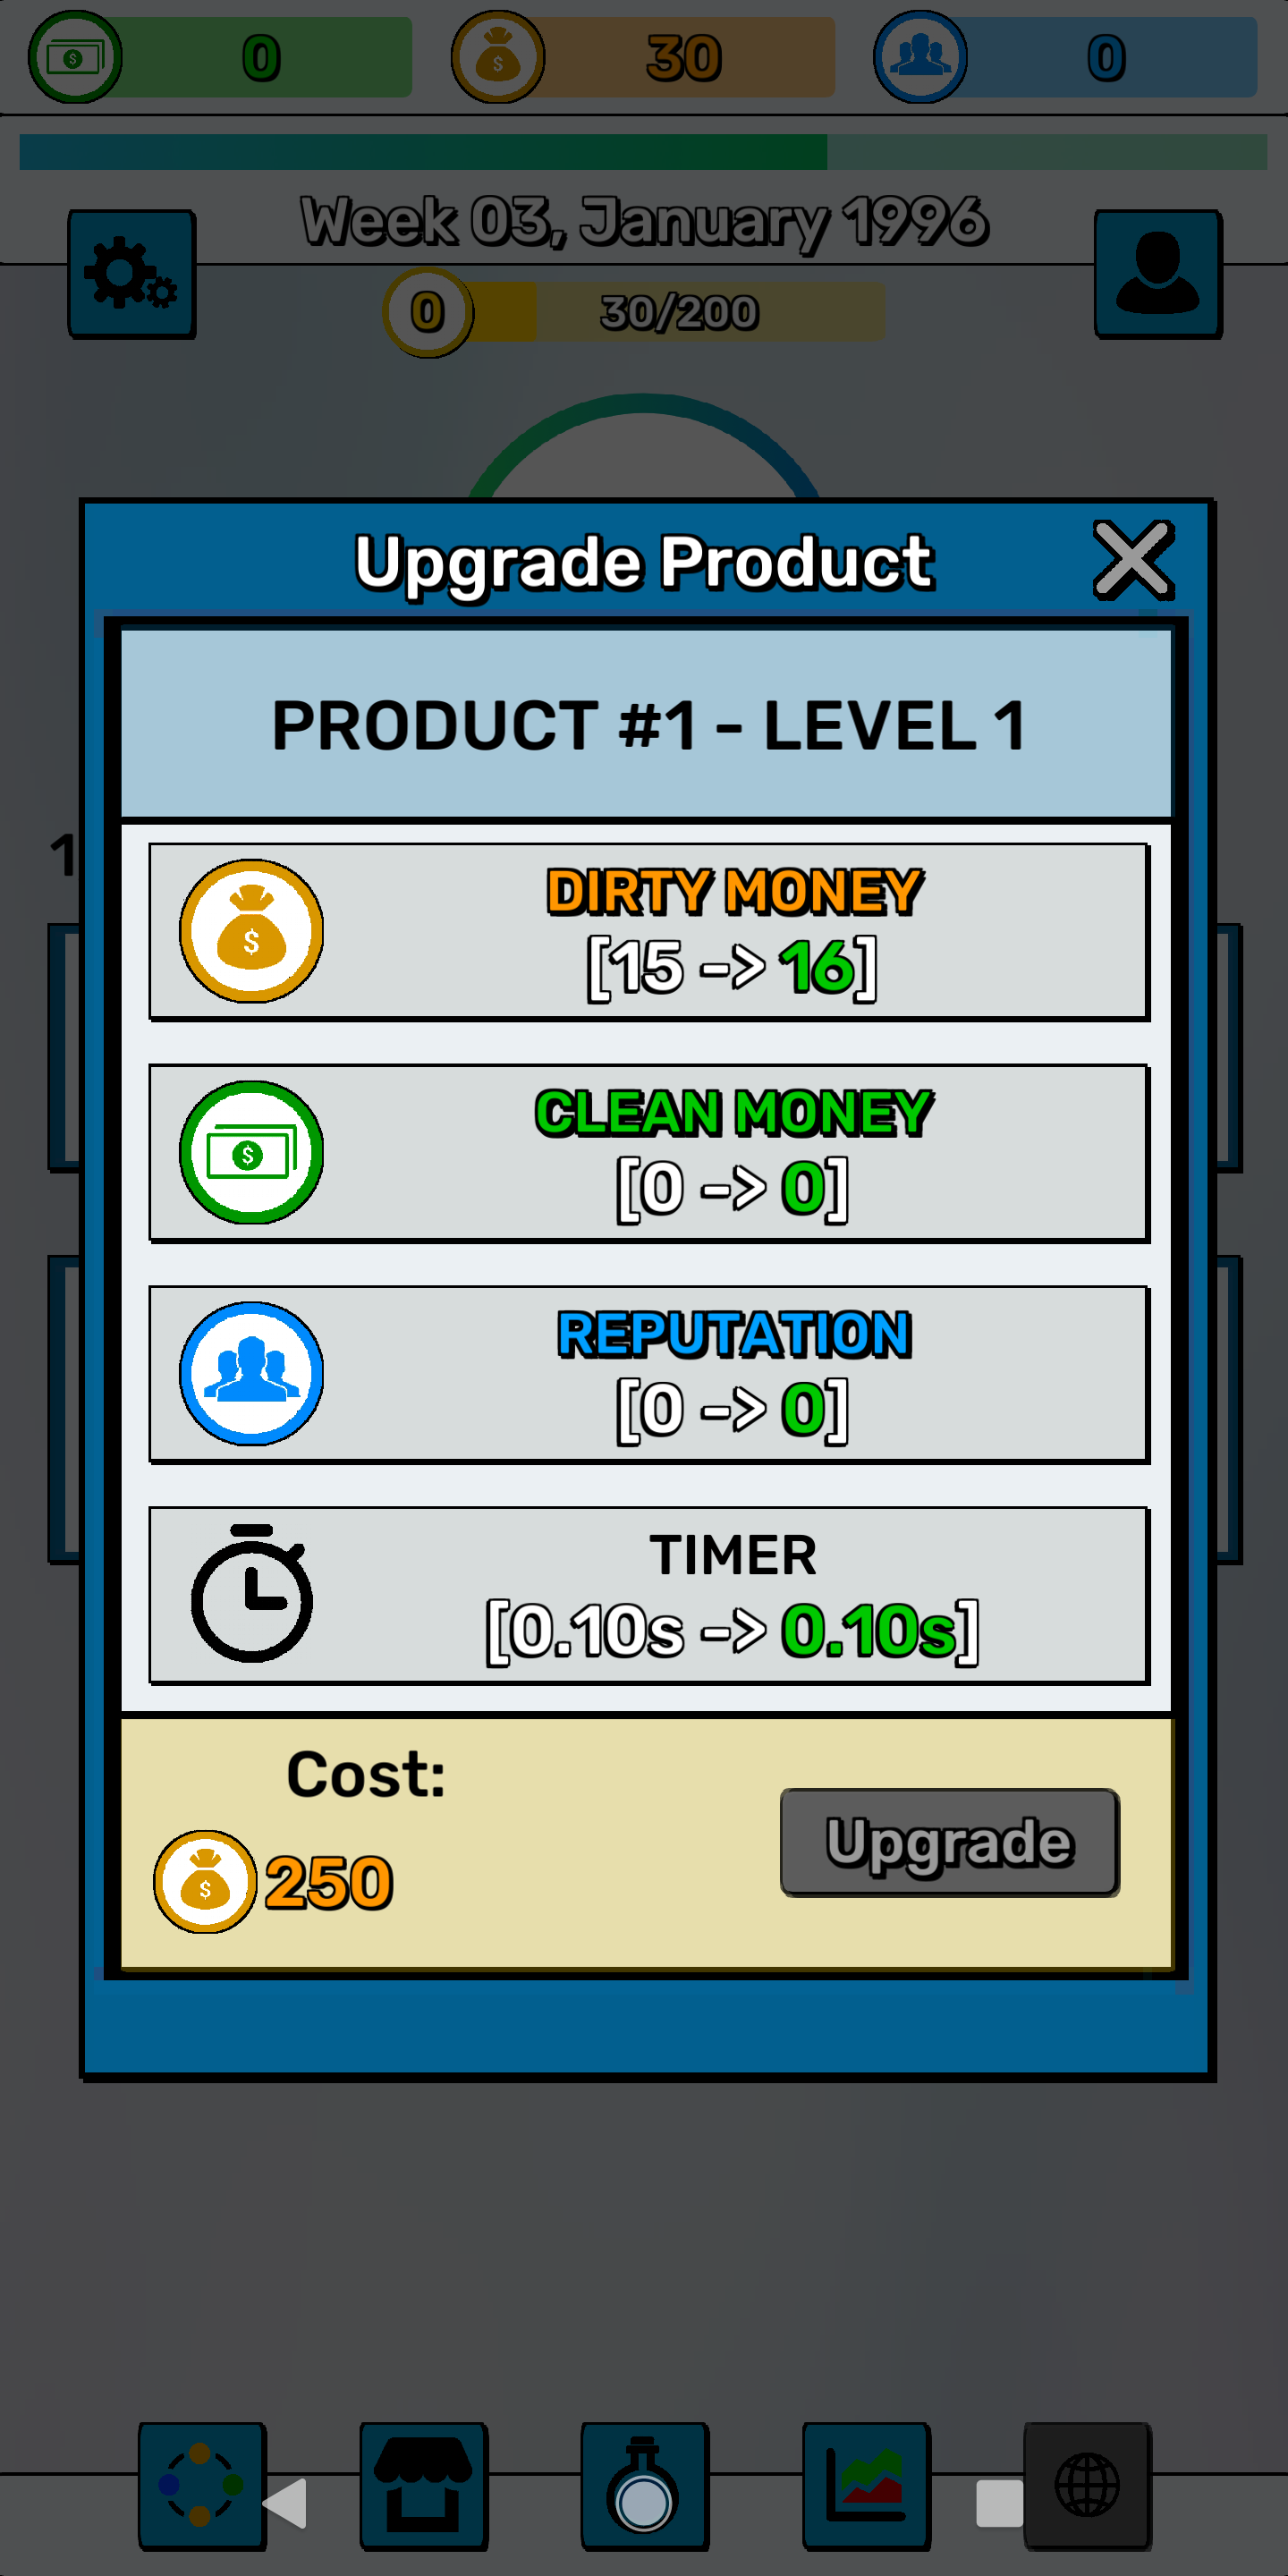 0 30 0
Week 03, January 1996
0 30/200
Upgrade Product
PRODUCT #1 - LEVEL 1
1
DIRTY MONEY
[15 -> 16]
CLEAN MONEY
[0 -> 0]
REPUTATION
[0 -> 0]
TIMER
[0.10s -> 0.10s]
Cost:
250
Upgrade